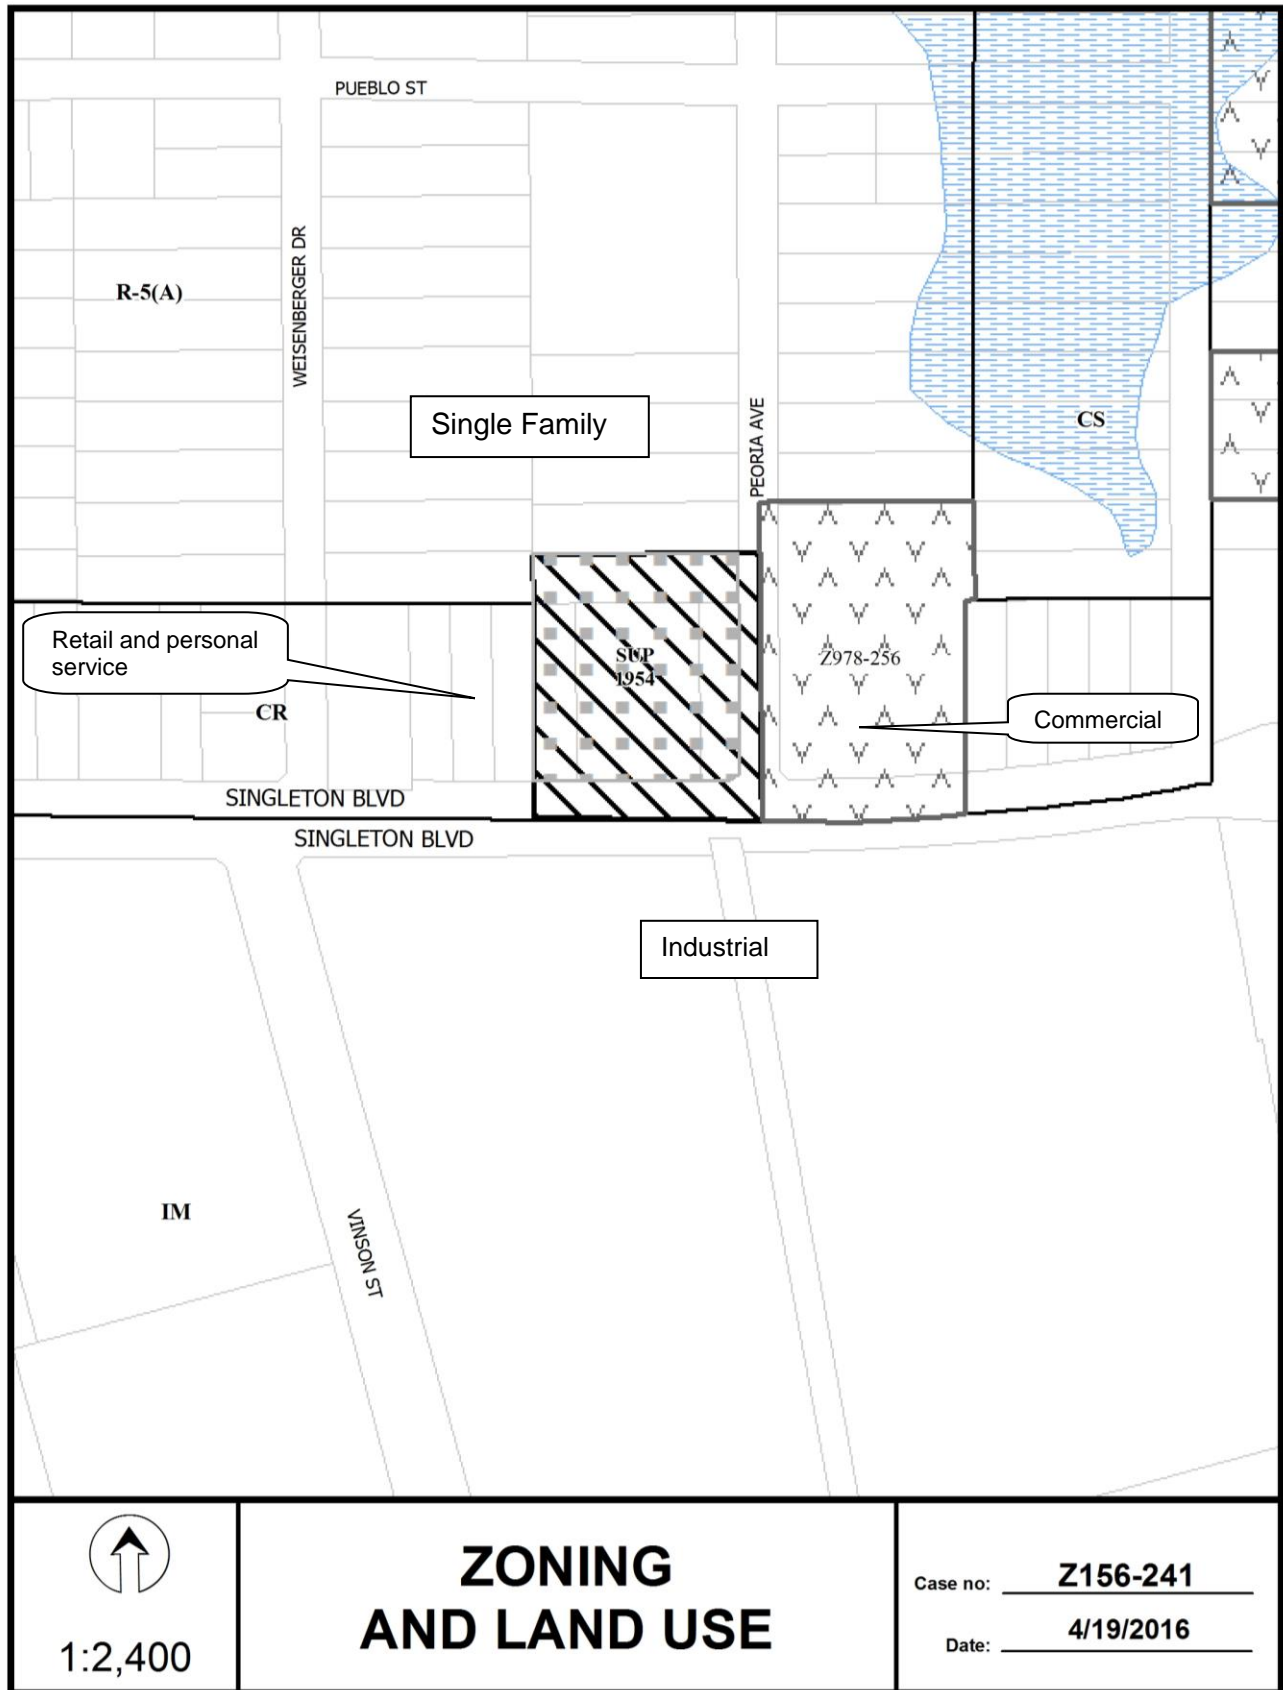 PUEBLO ST
WEISENBERGER DR
R-5(A)
Single Family
PEORIA AVE
CS
Retail and personal
service
SUP
1954
Z978-256
CR
Commercial
SINGLETON BLVD
SINGLETON BLVD
Industrial
IM
VINSON ST
1:2,400
ZONING
AND LAND USE
Case no: Z156-241
Date: 4/19/2016